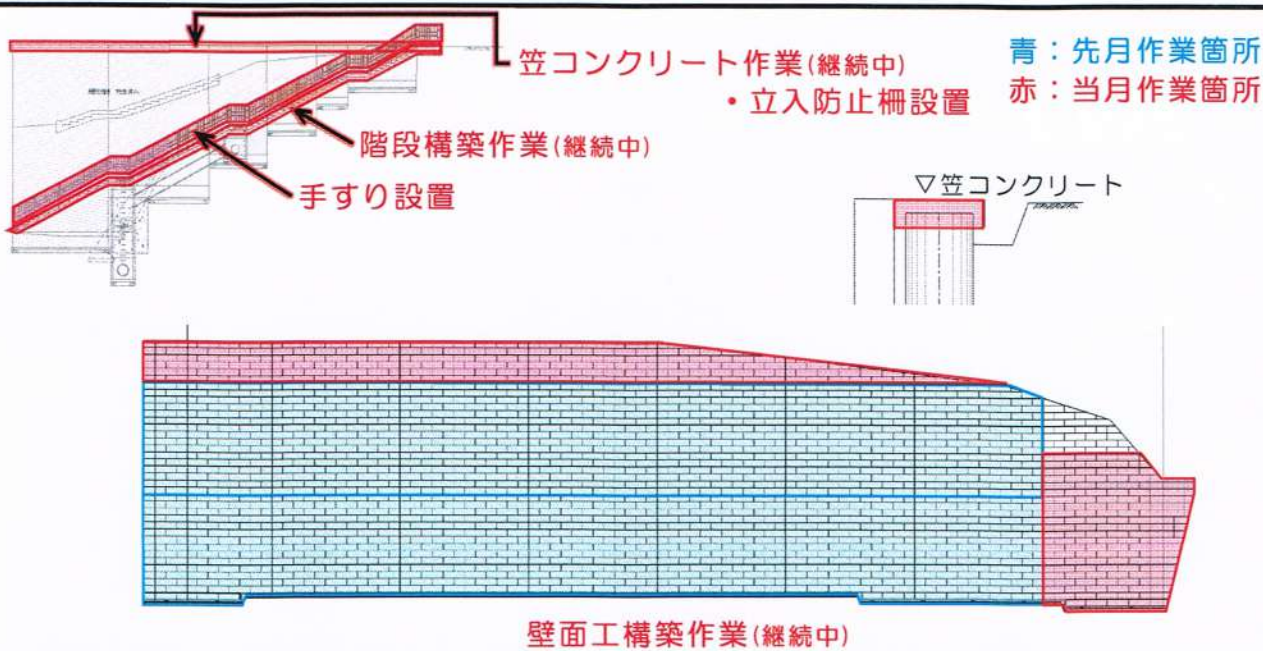 笠コンクリート作業(継続中)
・立入防止柵設置
青：先月作業箇所
赤：当月作業箇所
階段構築作業(継続中)
手すり設置
▽笠コンクリート
壁面工構築作業(継続中)